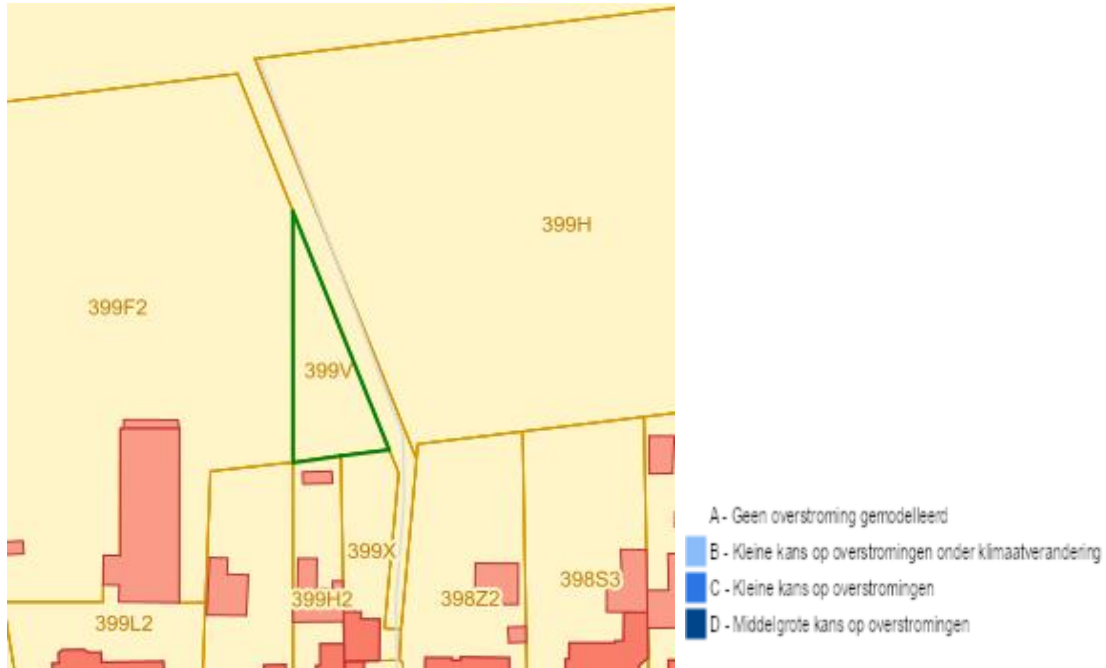 399H
399F2
399V
399X
399H2
398Z2
398S3
399L2
A - Geen overstroming gemodelleerd
B - Kleine kans op overstromingen onder klimaatverandering
C - Kleine kans op overstromingen
D - Middelgrote kans op overstromingen